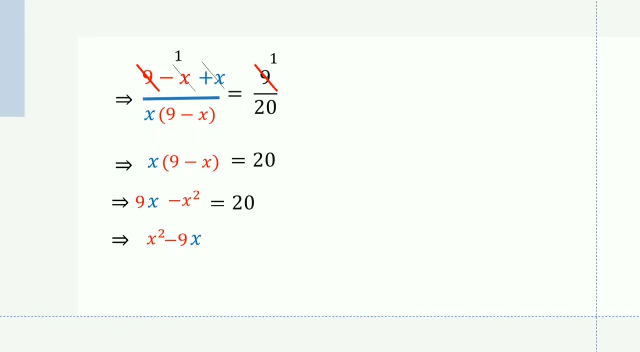 1 1
⇒ (9 − x + x) / (x (9 − x)) = 9 / 20
⇒ x (9 − x) = 20
⇒ 9x − x² = 20
⇒ x² − 9x